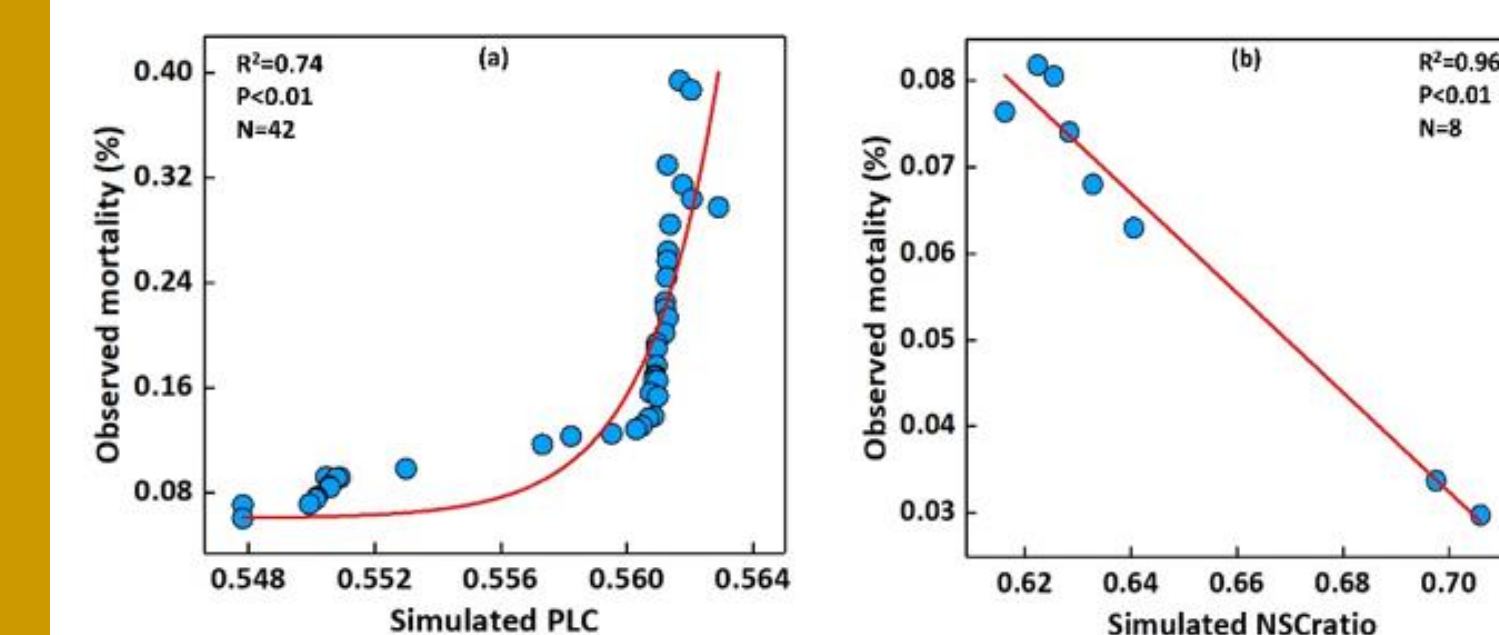 (a)
R²=0.74
P<0.01
N=42
Observed mortality (%)
0.40
0.32
0.24
0.16
0.08
0.548 0.552 0.556 0.560 0.564
Simulated PLC
(b)
R²=0.96
P<0.01
N=8
Observed motality (%)
0.08
0.07
0.06
0.05
0.04
0.03
0.62 0.64 0.66 0.68 0.70
Simulated NSCratio